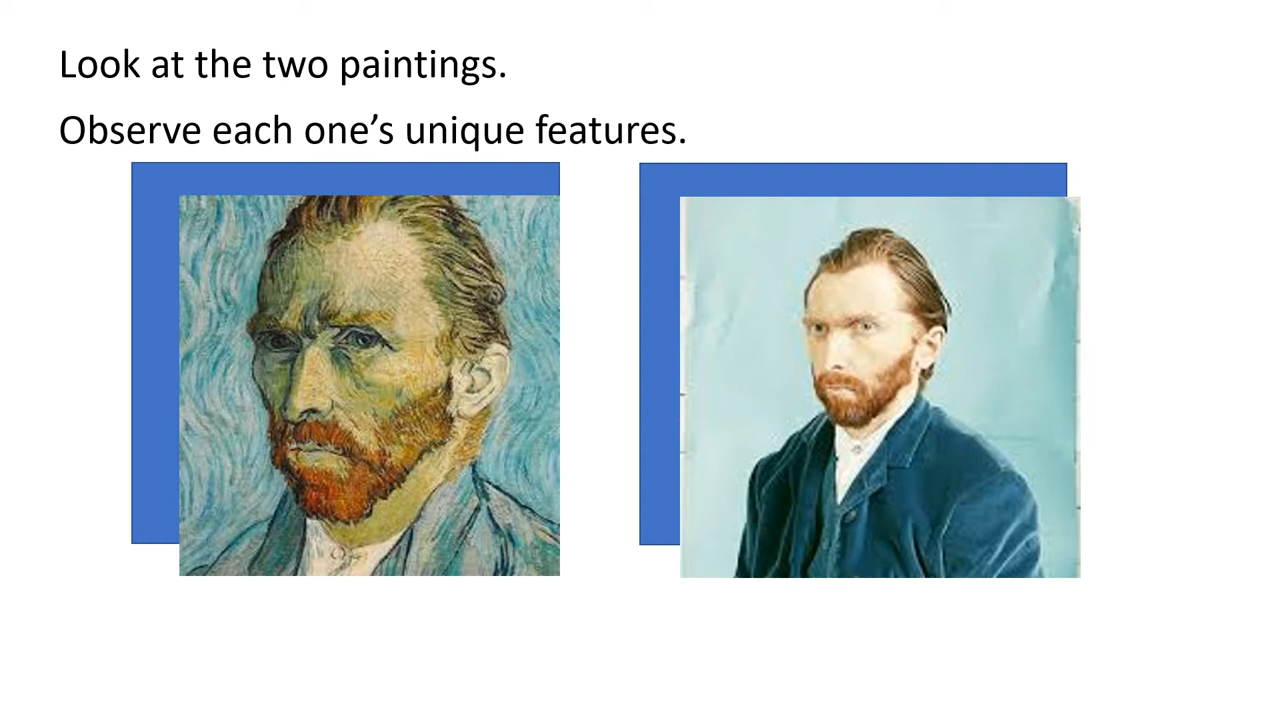 Look at the two paintings.
Observe each one’s unique features.